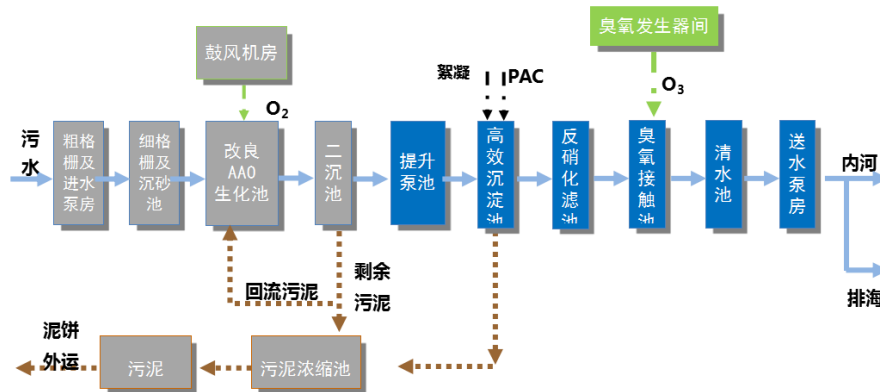 鼓风机房
臭氧发生器间
絮凝
PAC
O2
O3
污
水
粗格
栅及
进水
泵房
细格
栅及
沉砂
池
改良
AAO
生化池
二
沉
池
提升
泵池
高
效
沉
淀
池
反
硝
化
滤
池
臭
氧
接
触
池
清
水
池
送
水
泵
房
内河
排海
回流污泥
剩余
污泥
泥饼
外运
污泥
污泥浓缩池